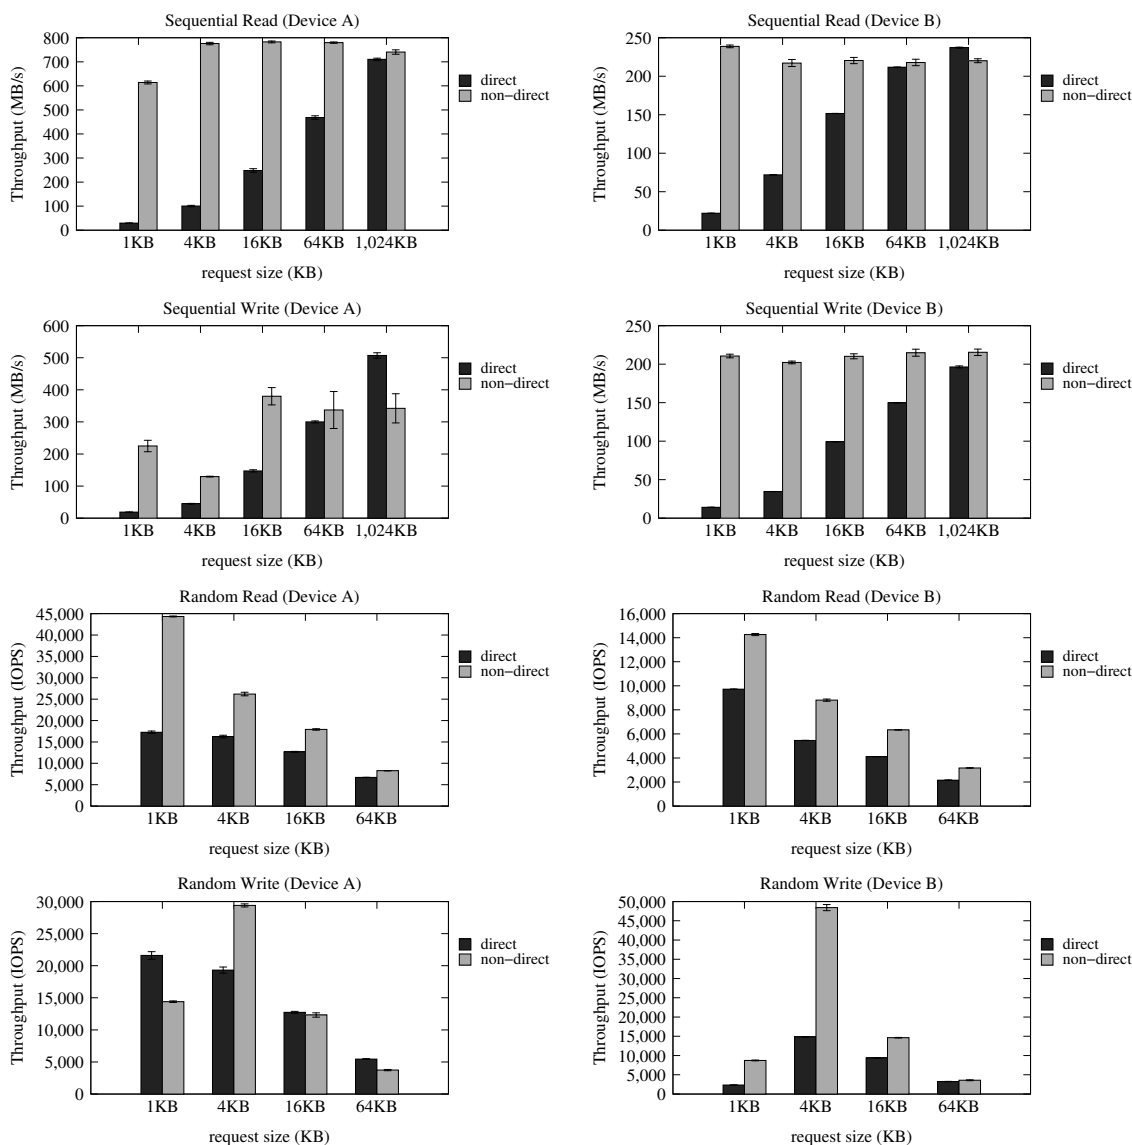 Sequential Read (Device A)
Throughput (MB/s)
800
700
600
500
400
300
200
100
0
1KB 4KB 16KB 64KB 1,024KB
request size (KB)
direct
non-direct
Sequential Read (Device B)
Throughput (MB/s)
250
200
150
100
50
0
1KB 4KB 16KB 64KB 1,024KB
request size (KB)
direct
non-direct
Sequential Write (Device A)
Throughput (MB/s)
600
500
400
300
200
100
0
1KB 4KB 16KB 64KB 1,024KB
request size (KB)
direct
non-direct
Sequential Write (Device B)
Throughput (MB/s)
250
200
150
100
50
0
1KB 4KB 16KB 64KB 1,024KB
request size (KB)
direct
non-direct
Random Read (Device A)
Throughput (IOPS)
45,000
40,000
35,000
30,000
25,000
20,000
15,000
10,000
5,000
0
1KB 4KB 16KB 64KB
request size (KB)
direct
non-direct
Random Read (Device B)
Throughput (IOPS)
16,000
14,000
12,000
10,000
8,000
6,000
4,000
2,000
0
1KB 4KB 16KB 64KB
request size (KB)
direct
non-direct
Random Write (Device A)
Throughput (IOPS)
30,000
25,000
20,000
15,000
10,000
5,000
0
1KB 4KB 16KB 64KB
request size (KB)
direct
non-direct
Random Write (Device B)
Throughput (IOPS)
50,000
45,000
40,000
35,000
30,000
25,000
20,000
15,000
10,000
5,000
0
1KB 4KB 16KB 64KB
request size (KB)
direct
non-direct